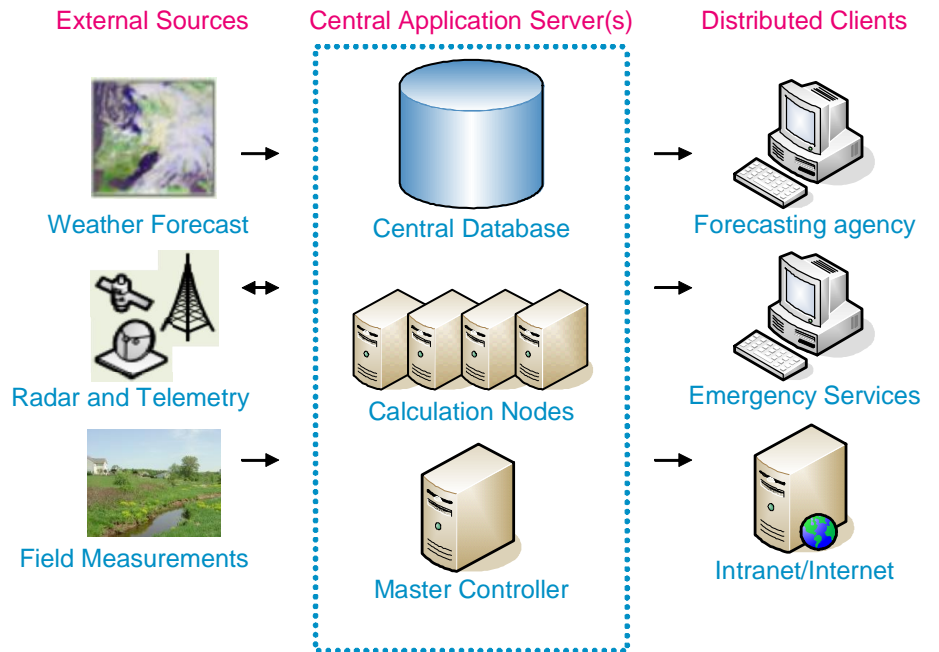 External Sources
Central Application Server(s)
Distributed Clients
Weather Forecast
Central Database
Forecasting agency
Radar and Telemetry
Calculation Nodes
Emergency Services
Field Measurements
Master Controller
Intranet/Internet